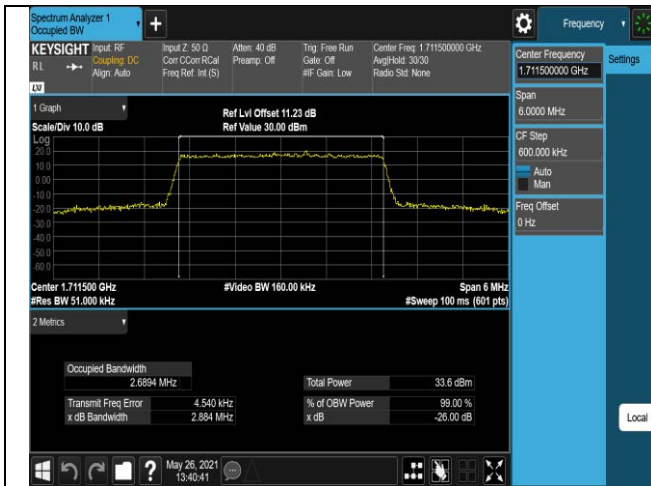 Spectrum Analyzer 1
Occupied BW
Frequency
KEYSIGHT
RL
Input: RF
Coupling: DC
Align: Auto
Input Z: 50 Ω
Corr CCorr RCal
Freq Ref: Int (S)
Atten: 40 dB
Preamp: Off
Trig: Free Run
Gate: Off
#IF Gain: Low
Center Freq: 1.711500000 GHz
Avg|Hold: 30/30
Radio Std: None
LXI
1 Graph
Scale/Div 10.0 dB
Ref Lvl Offset 11.23 dB
Ref Value 30.00 dBm
Log
20.0
10.0
0.00
-10.0
-20.0
-30.0
-40.0
-50.0
-60.0
Center 1.711500 GHz
#Res BW 51.000 kHz
#Video BW 160.00 kHz
Span 6 MHz
#Sweep 100 ms (601 pts)
2 Metrics
Occupied Bandwidth
2.6894 MHz
Total Power 33.6 dBm
Transmit Freq Error 4.540 kHz
% of OBW Power 99.00 %
x dB Bandwidth 2.884 MHz
x dB -26.00 dB
May 26, 2021
13:40:41
Center Frequency
1.711500000 GHz
Settings
Span
6.0000 MHz
CF Step
600.000 kHz
Auto
Man
Freq Offset
0 Hz
Local